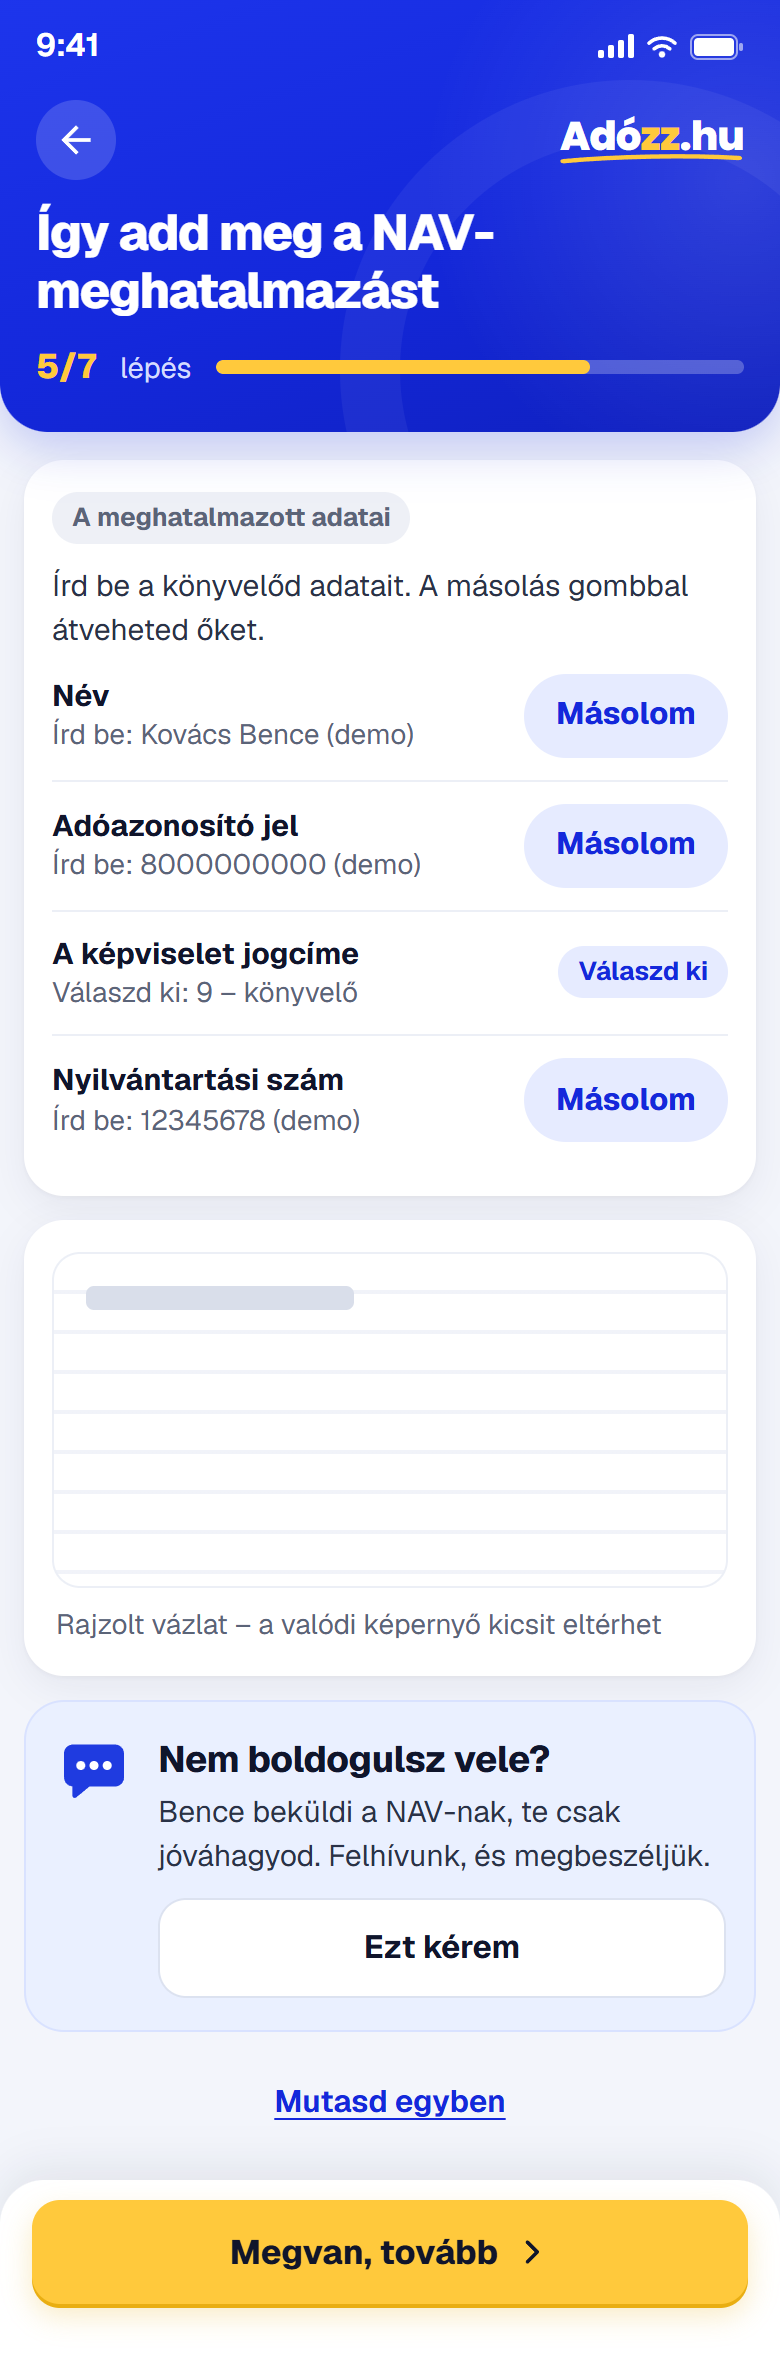 9:41
Adózz.hu
Így add meg a NAV-
meghatalmazást
5/7 lépés
A meghatalmazott adatai
Írd be a könyvelőd adatait. A másolás gombbal
átveheted őket.
Név
Írd be: Kovács Bence (demo)
Másolom
Adóazonosító jel
Írd be: 8000000000 (demo)
Másolom
A képviselet jogcíme
Válaszd ki: 9 – könyvelő
Válaszd ki
Nyilvántartási szám
Írd be: 12345678 (demo)
Másolom
Rajzolt vázlat – a valódi képernyő kicsit eltérhet
Nem boldogulsz vele?
Bence beküldi a NAV-nak, te csak
jóváhagyod. Felhívunk, és megbeszéljük.
Ezt kérem
Mutasd egyben
Megvan, tovább